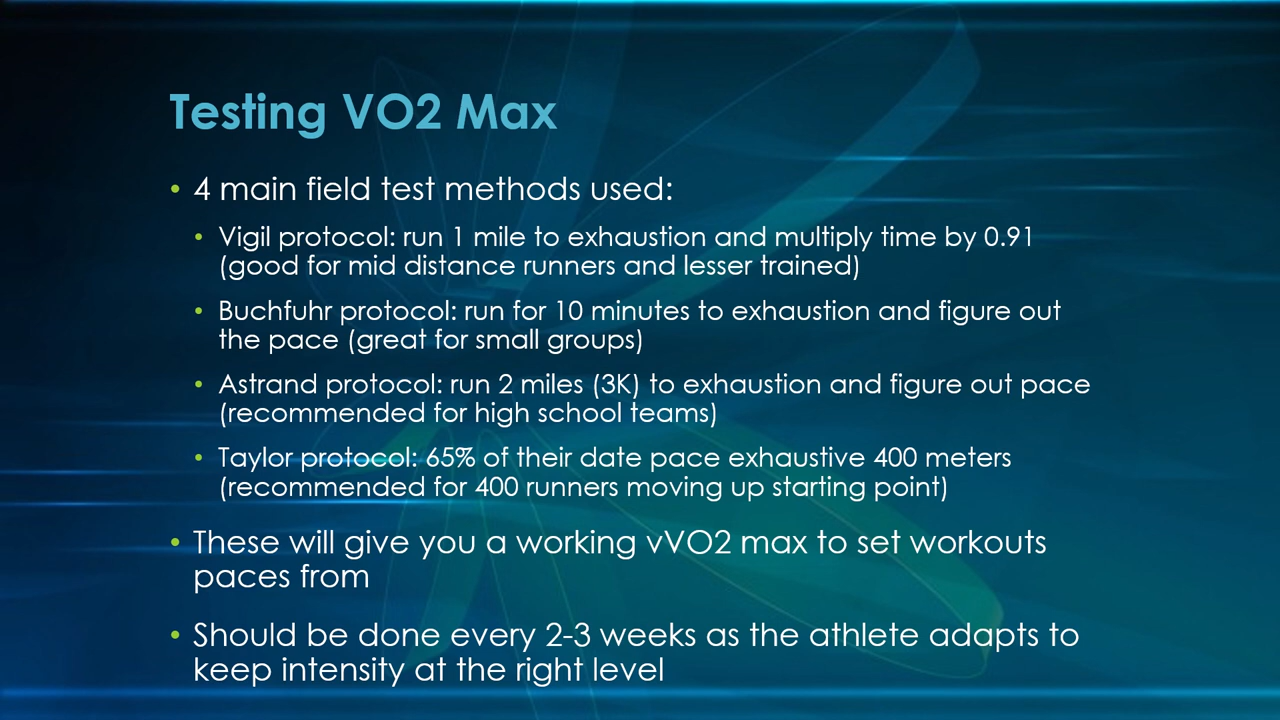 Testing VO2 Max
• 4 main field test methods used:
• Vigil protocol: run 1 mile to exhaustion and multiply time by 0.91
(good for mid distance runners and lesser trained)
• Buchfuhr protocol: run for 10 minutes to exhaustion and figure out
the pace (great for small groups)
• Astrand protocol: run 2 miles (3K) to exhaustion and figure out pace
(recommended for high school teams)
• Taylor protocol: 65% of their date pace exhaustive 400 meters
(recommended for 400 runners moving up starting point)
• These will give you a working vVO2 max to set workouts
paces from
• Should be done every 2-3 weeks as the athlete adapts to
keep intensity at the right level